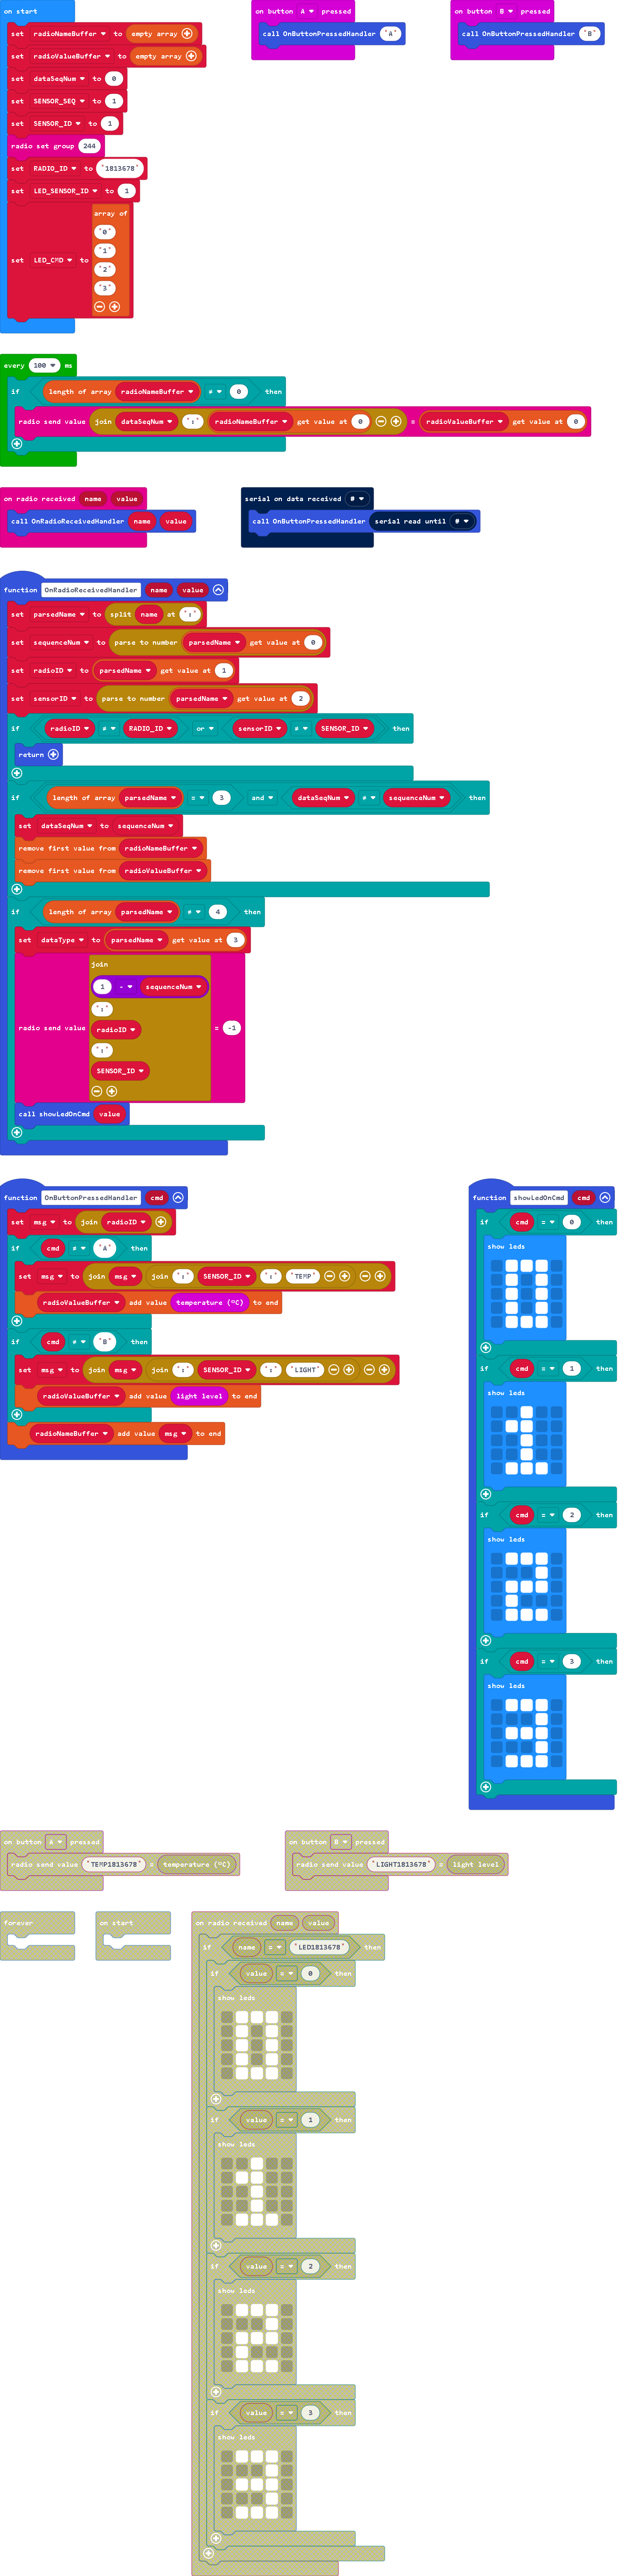 on start
set radioNameBuffer to empty array
set radioValueBuffer to empty array
set dataSeqNum to 0
set SENSOR_SEQ to 1
set SENSOR_ID to 1
radio set group 244
set RADIO_ID to "1813678"
set LED_SENSOR_ID to 1
set LED_CMD to array of
"0"
"1"
"2"
"3"
on button A pressed
call OnButtonPressedHandler "A"
on button B pressed
call OnButtonPressedHandler "B"
every 100 ms
if length of array radioNameBuffer ≠ 0 then
radio send value join dataSeqNum ":" radioNameBuffer get value at 0 = radioValueBuffer get value at 0
on radio received name value
call OnRadioReceivedHandler name value
serial on data received #
call OnButtonPressedHandler serial read until #
function OnRadioReceivedHandler name value
set parsedName to split name at ":"
set sequenceNum to parse to number parsedName get value at 0
set radioID to parsedName get value at 1
set sensorID to parse to number parsedName get value at 2
if radioID ≠ RADIO_ID or sensorID ≠ SENSOR_ID then
return
if length of array parsedName = 3 and dataSeqNum ≠ sequenceNum then
set dataSeqNum to sequenceNum
remove first value from radioNameBuffer
remove first value from radioValueBuffer
if length of array parsedName ≠ 4 then
set dataType to parsedName get value at 3
radio send value join
1 - sequenceNum
":"
radioID
":"
SENSOR_ID
= -1
call showLedOnCmd value
function OnButtonPressedHandler cmd
set msg to join radioID
if cmd ≠ "A" then
set msg to join msg join ":" SENSOR_ID ":" "TEMP"
radioValueBuffer add value temperature (°C) to end
if cmd ≠ "B" then
set msg to join msg join ":" SENSOR_ID ":" "LIGHT"
radioValueBuffer add value light level to end
radioNameBuffer add value msg to end
function showLedOnCmd cmd
if cmd = 0 then
show leds
if cmd = 1 then
show leds
if cmd = 2 then
show leds
if cmd = 3 then
show leds
on button A pressed
radio send value "TEMP1813678" = temperature (°C)
on button B pressed
radio send value "LIGHT1813678" = light level
forever
on start
on radio received name value
if name = "LED1813678" then
if value = 0 then
show leds
if value = 1 then
show leds
if value = 2 then
show leds
if value = 3 then
show leds